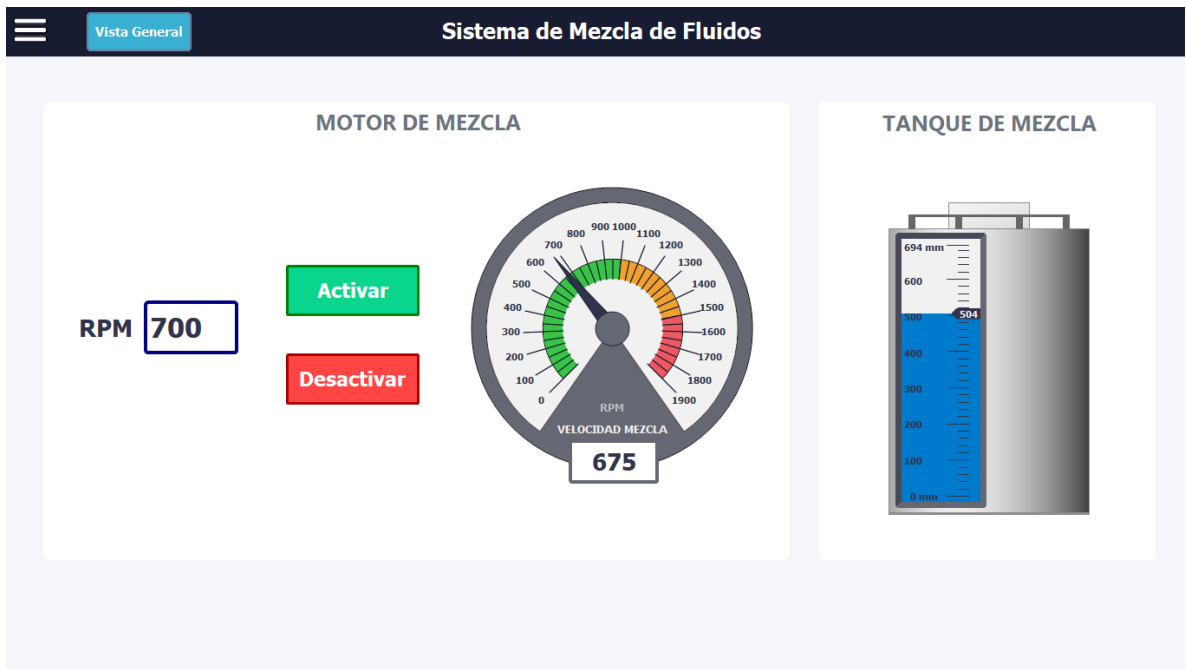 Vista General
Sistema de Mezcla de Fluidos
MOTOR DE MEZCLA
RPM 700
Activar
Desactivar
0
100
200
300
400
500
600
700
800
900
1000
1100
1200
1300
1400
1500
1600
1700
1800
1900
RPM
VELOCIDAD MEZCLA
675
TANQUE DE MEZCLA
694 mm
600
500
504
400
300
200
100
0 mm